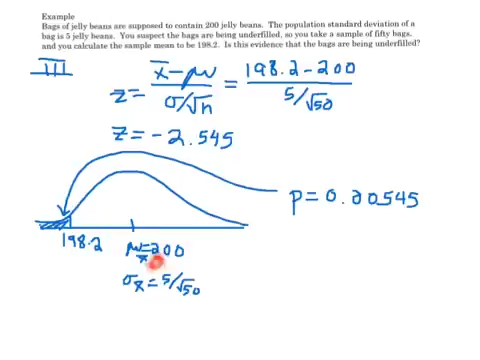 Example
Bags of jelly beans are supposed to contain 200 jelly beans. The population standard deviation of a
bag is 5 jelly beans. You suspect the bags are being underfilled, so you take a sample of fifty bags,
and you calculate the sample mean to be 198.2. Is this evidence that the bags are being underfilled?
III
z = (x̄ − μ)/(σ/√n) = (198.2 − 200)/(5/√50)
z = −2.545
P = 0.00545
198.2
μx̄ = 200
σx̄ = 5/√50